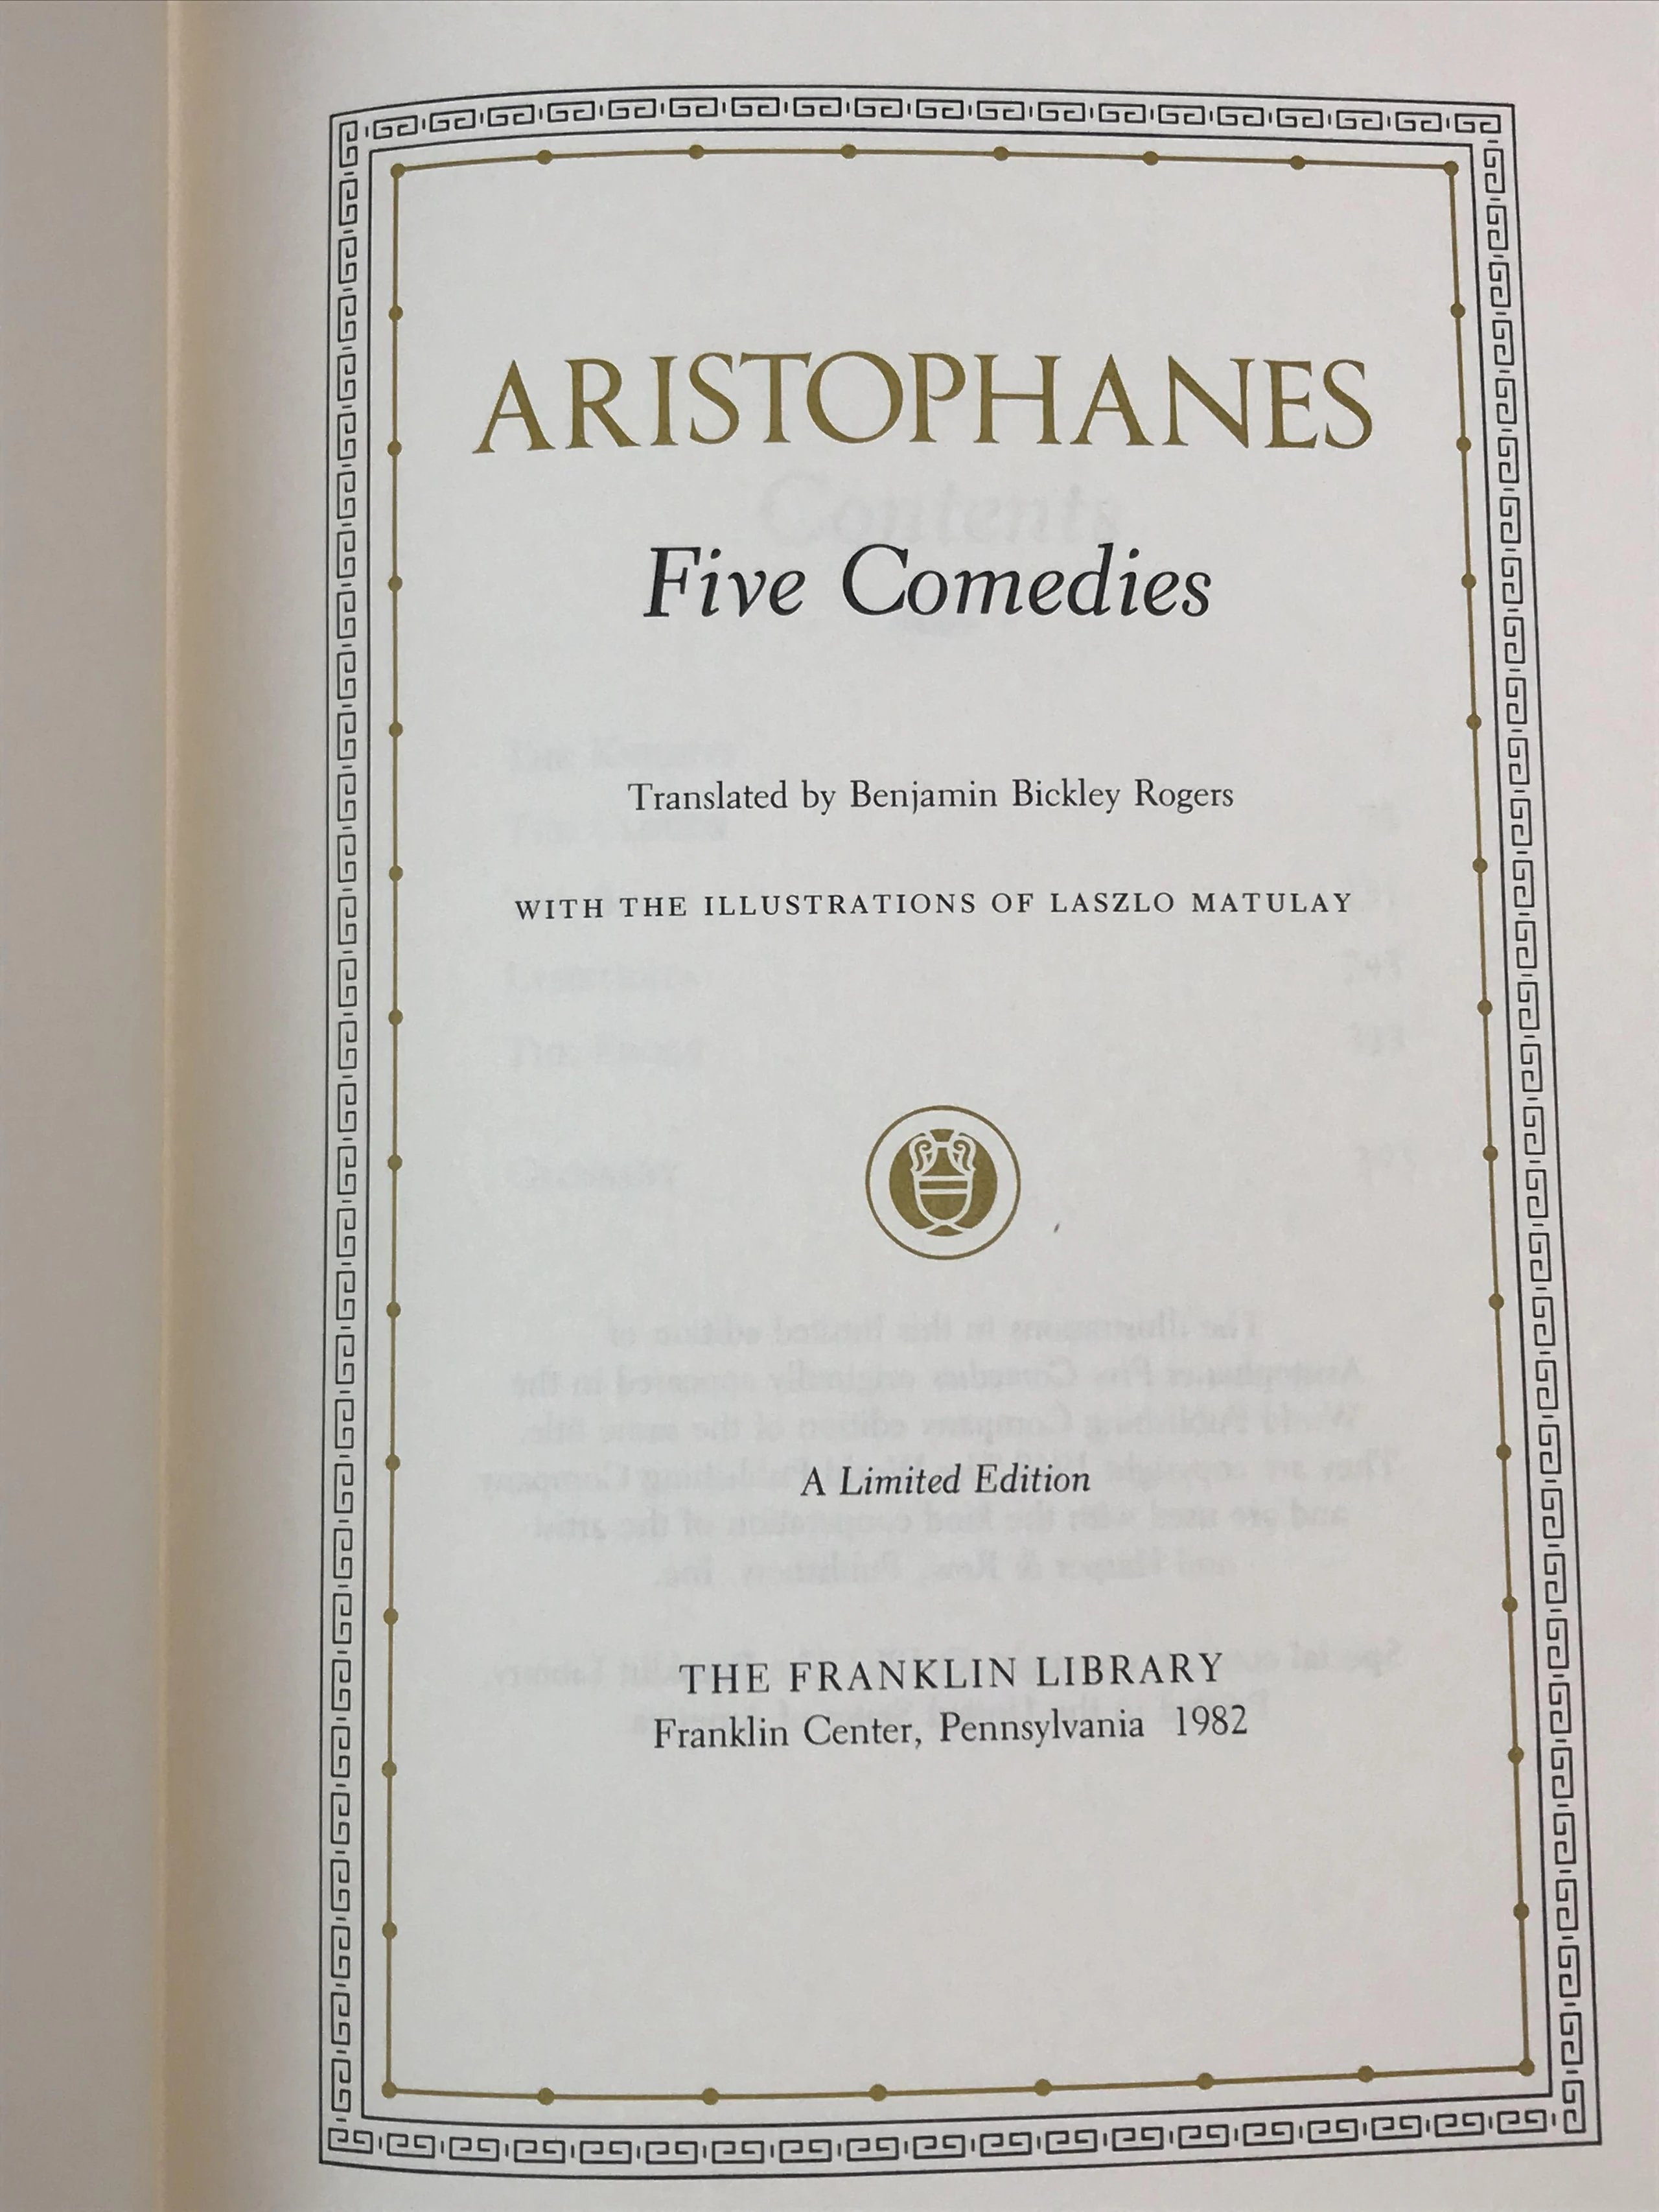 ARISTOPHANES
Five Comedies
Translated by Benjamin Bickley Rogers
WITH THE ILLUSTRATIONS OF LASZLO MATULAY
A Limited Edition
THE FRANKLIN LIBRARY
Franklin Center, Pennsylvania 1982